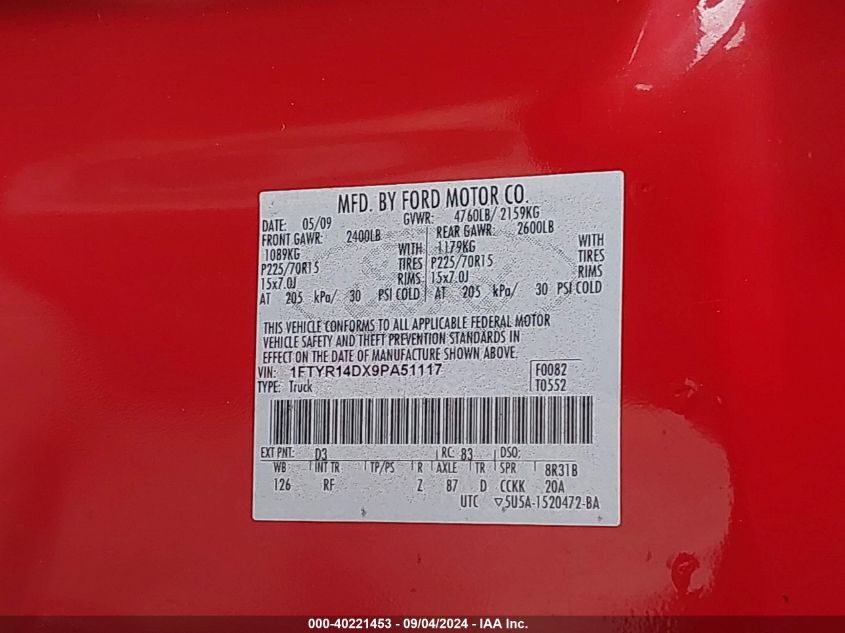 MFD. BY FORD MOTOR CO.
DATE: 05/09 GVWR: 4760LB/ 2159KG
FRONT GAWR: 2400LB REAR GAWR: 2600LB
1089KG WITH 1179KG WITH
P225/70R15 TIRES P225/70R15 TIRES
15x7.0J RIMS 15x7.0J RIMS
AT 205 kPa/ 30 PSI COLD AT 205 kPa/ 30 PSI COLD
THIS VEHICLE CONFORMS TO ALL APPLICABLE FEDERAL MOTOR
VEHICLE SAFETY AND THEFT PREVENTION STANDARDS IN
EFFECT ON THE DATE OF MANUFACTURE SHOWN ABOVE.
VIN: 1FTYR14DX9PA51117 F0082
TYPE: Truck T0552
EXT PNT: D3 RC: 83 DSO:
WB INT TR TP/PS R AXLE TR SPR 8R31B
126 RF Z 87 D CCKK 20A
UTC ▽5U5A-1520472-BA
000-40221453 - 09/04/2024 - IAA Inc.